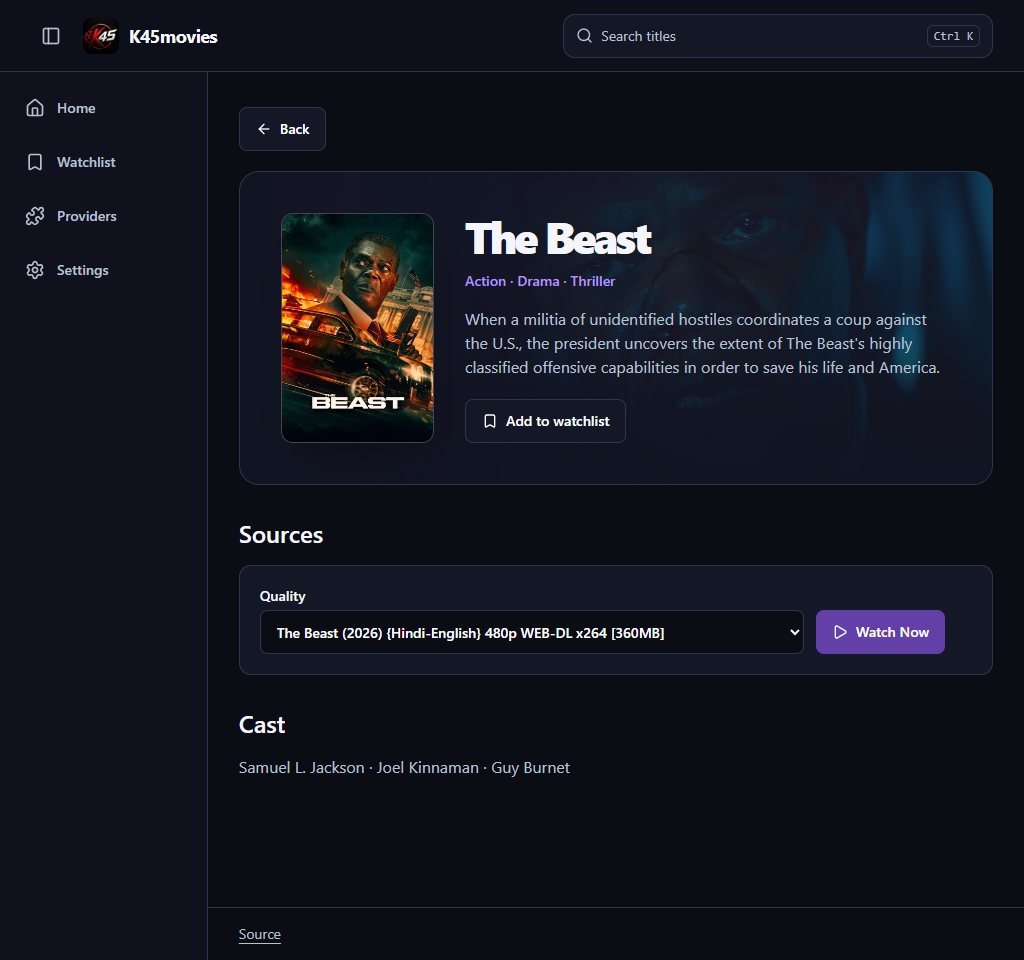 K45
K45movies
Search titles
Ctrl K
Home
Watchlist
Providers
Settings
Back
THE
BEAST
The Beast
Action · Drama · Thriller
When a militia of unidentified hostiles coordinates a coup against
the U.S., the president uncovers the extent of The Beast's highly
classified offensive capabilities in order to save his life and America.
Add to watchlist
Sources
Quality
The Beast (2026) {Hindi-English} 480p WEB-DL x264 [360MB]
Watch Now
Cast
Samuel L. Jackson · Joel Kinnaman · Guy Burnet
Source